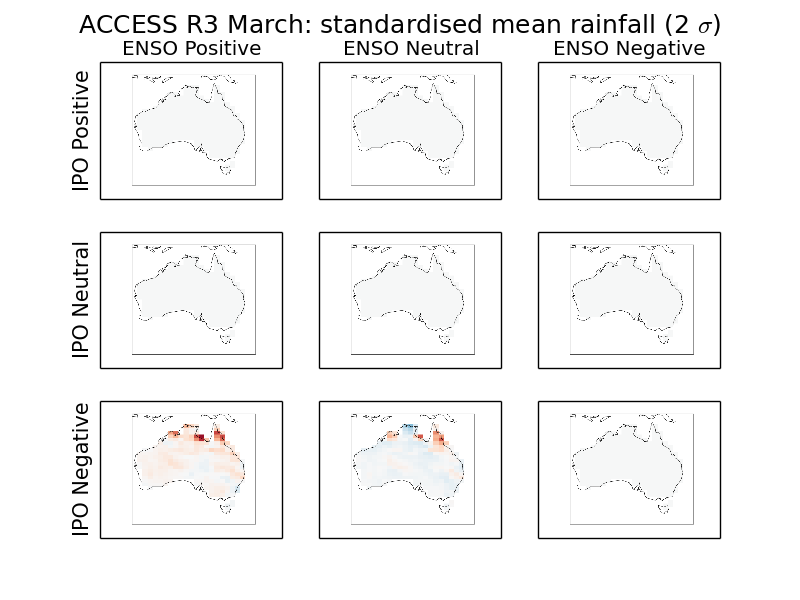 ACCESS R3 March: standardised mean rainfall (2 σ)
ENSO Positive ENSO Neutral ENSO Negative
IPO Positive
IPO Neutral
IPO Negative